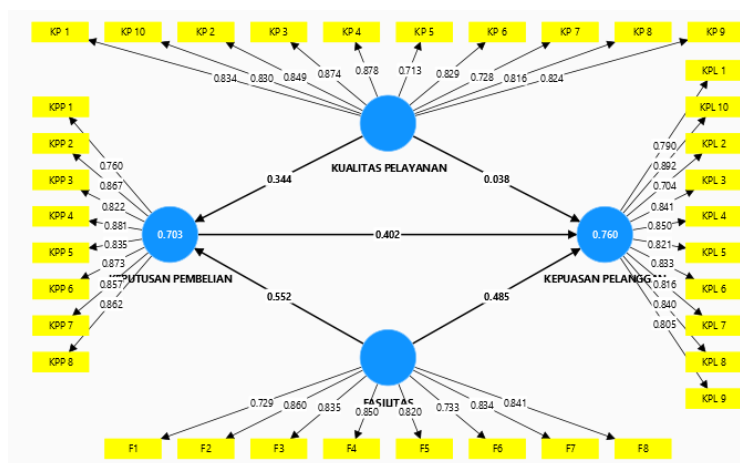 KP 1 KP 10 KP 2 KP 3 KP 4 KP 5 KP 6 KP 7 KP 8 KP 9
0.834 0.830 0.849 0.874 0.878 0.713 0.829 0.728 0.816 0.824
KUALITAS PELAYANAN
KPP 1
KPP 2
KPP 3
KPP 4
KPP 5
KPP 6
KPP 7
KPP 8
0.760
0.867
0.822
0.881
0.835
0.873
0.857
0.862
0.703
KEPUTUSAN PEMBELIAN
0.344
0.038
0.402
0.552
0.485
0.760
KEPUASAN PELANGGAN
0.790
0.892
0.704
0.841
0.850
0.821
0.833
0.816
0.840
0.805
KPL 1
KPL 10
KPL 2
KPL 3
KPL 4
KPL 5
KPL 6
KPL 7
KPL 8
KPL 9
FASILITAS
0.729 0.860 0.835 0.850 0.820 0.733 0.834 0.841
F1 F2 F3 F4 F5 F6 F7 F8